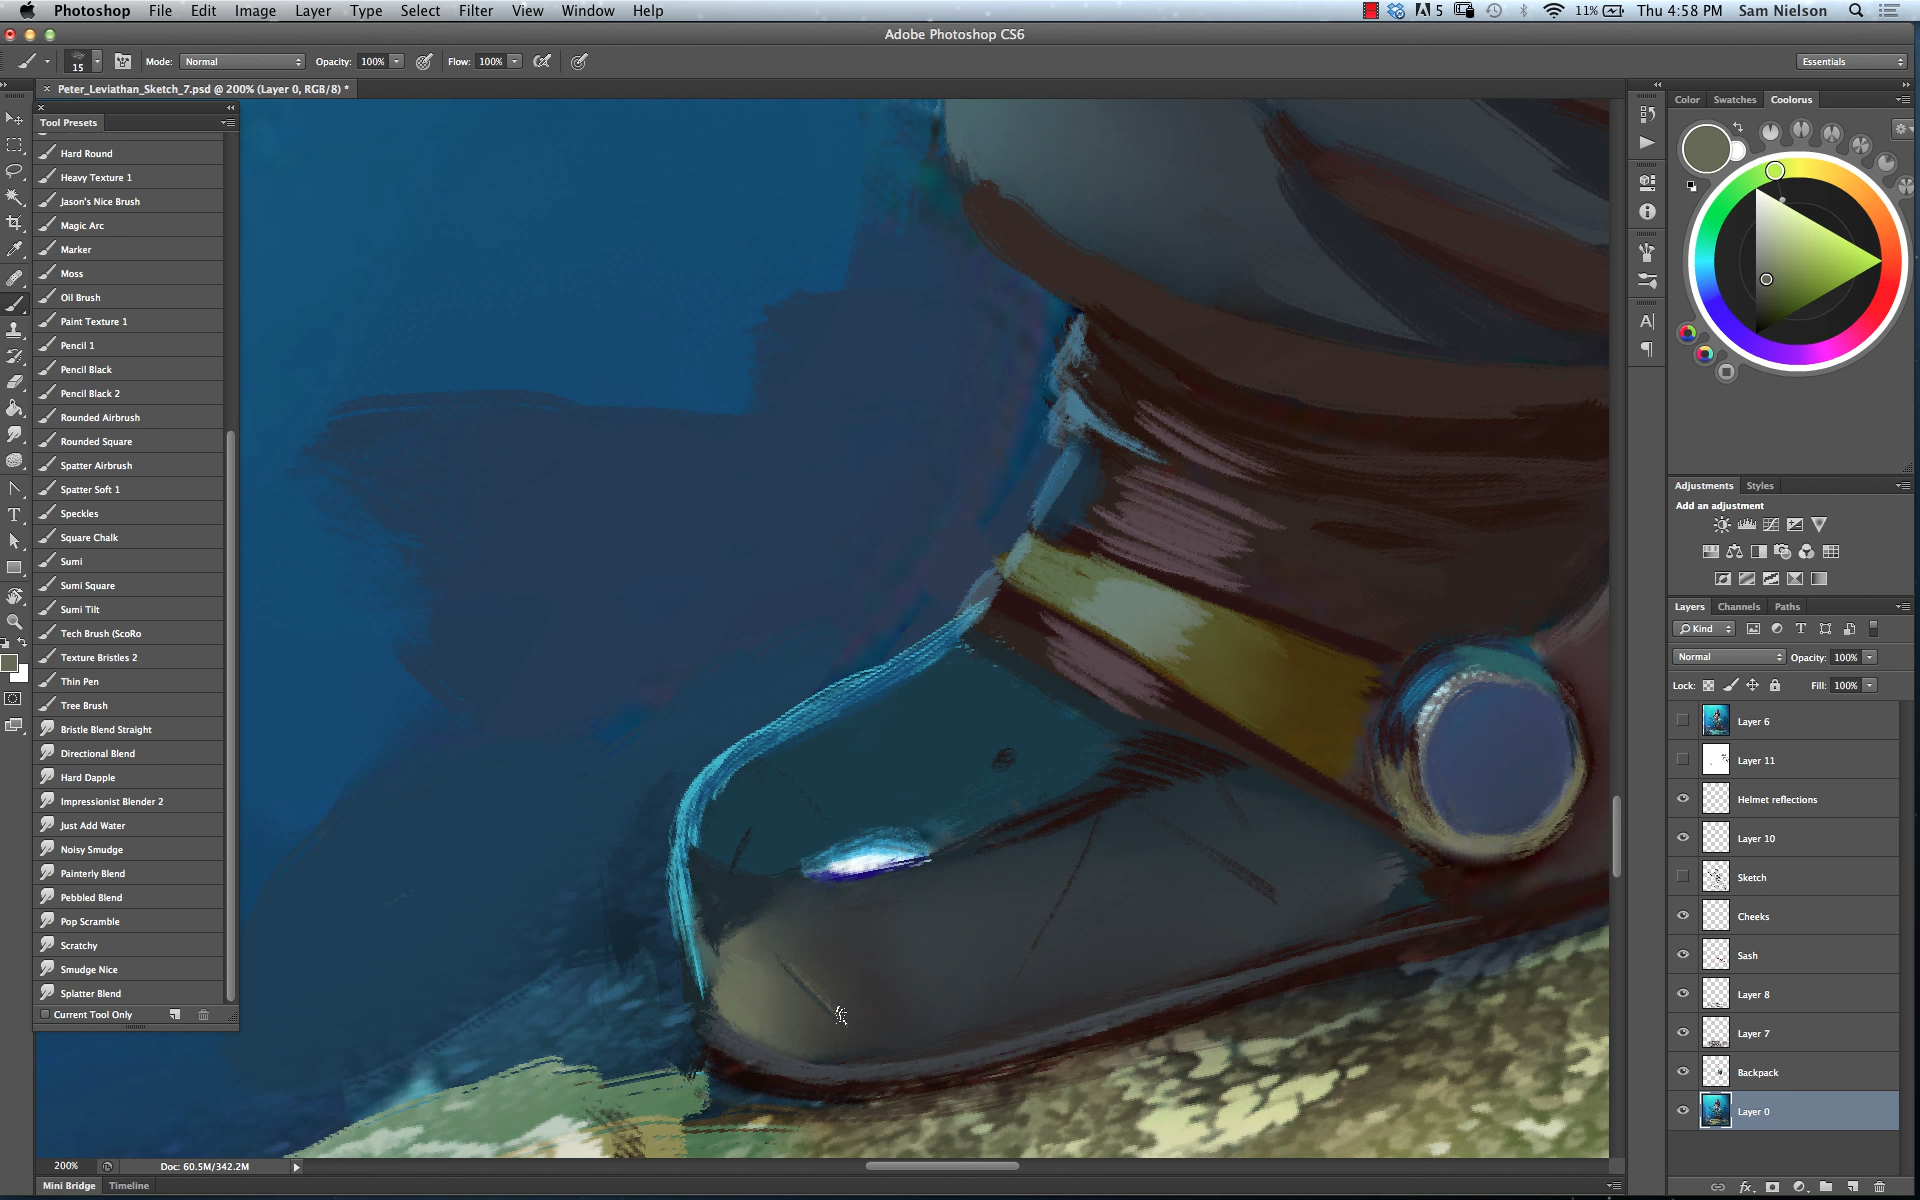 Photoshop File Edit Image Layer Type Select Filter View Window Help 5 11% Thu 4:58 PM Sam Nielson
Adobe Photoshop CS6
15 Mode: Normal Opacity: 100% Flow: 100% Essentials
× Peter_Leviathan_Sketch_7.psd @ 200% (Layer 0, RGB/8) *
Tool Presets
Hard Round
Heavy Texture 1
Jason's Nice Brush
Magic Arc
Marker
Moss
Oil Brush
Paint Texture 1
Pencil 1
Pencil Black
Pencil Black 2
Rounded Airbrush
Rounded Square
Spatter Airbrush
Spatter Soft 1
Speckles
Square Chalk
Sumi
Sumi Square
Sumi Tilt
Tech Brush (ScoRo
Texture Bristles 2
Thin Pen
Tree Brush
Bristle Blend Straight
Directional Blend
Hard Dapple
Impressionist Blender 2
Just Add Water
Noisy Smudge
Painterly Blend
Pebbled Blend
Pop Scramble
Scratchy
Smudge Nice
Splatter Blend
Current Tool Only
Color Swatches Coolorus
Adjustments Styles
Add an adjustment
Layers Channels Paths
Kind
Normal Opacity: 100%
Lock: Fill: 100%
Layer 6
Layer 11
Helmet reflections
Layer 10
Sketch
Cheeks
Sash
Layer 8
Layer 7
Backpack
Layer 0
200% Doc: 60.5M/342.2M
Mini Bridge Timeline